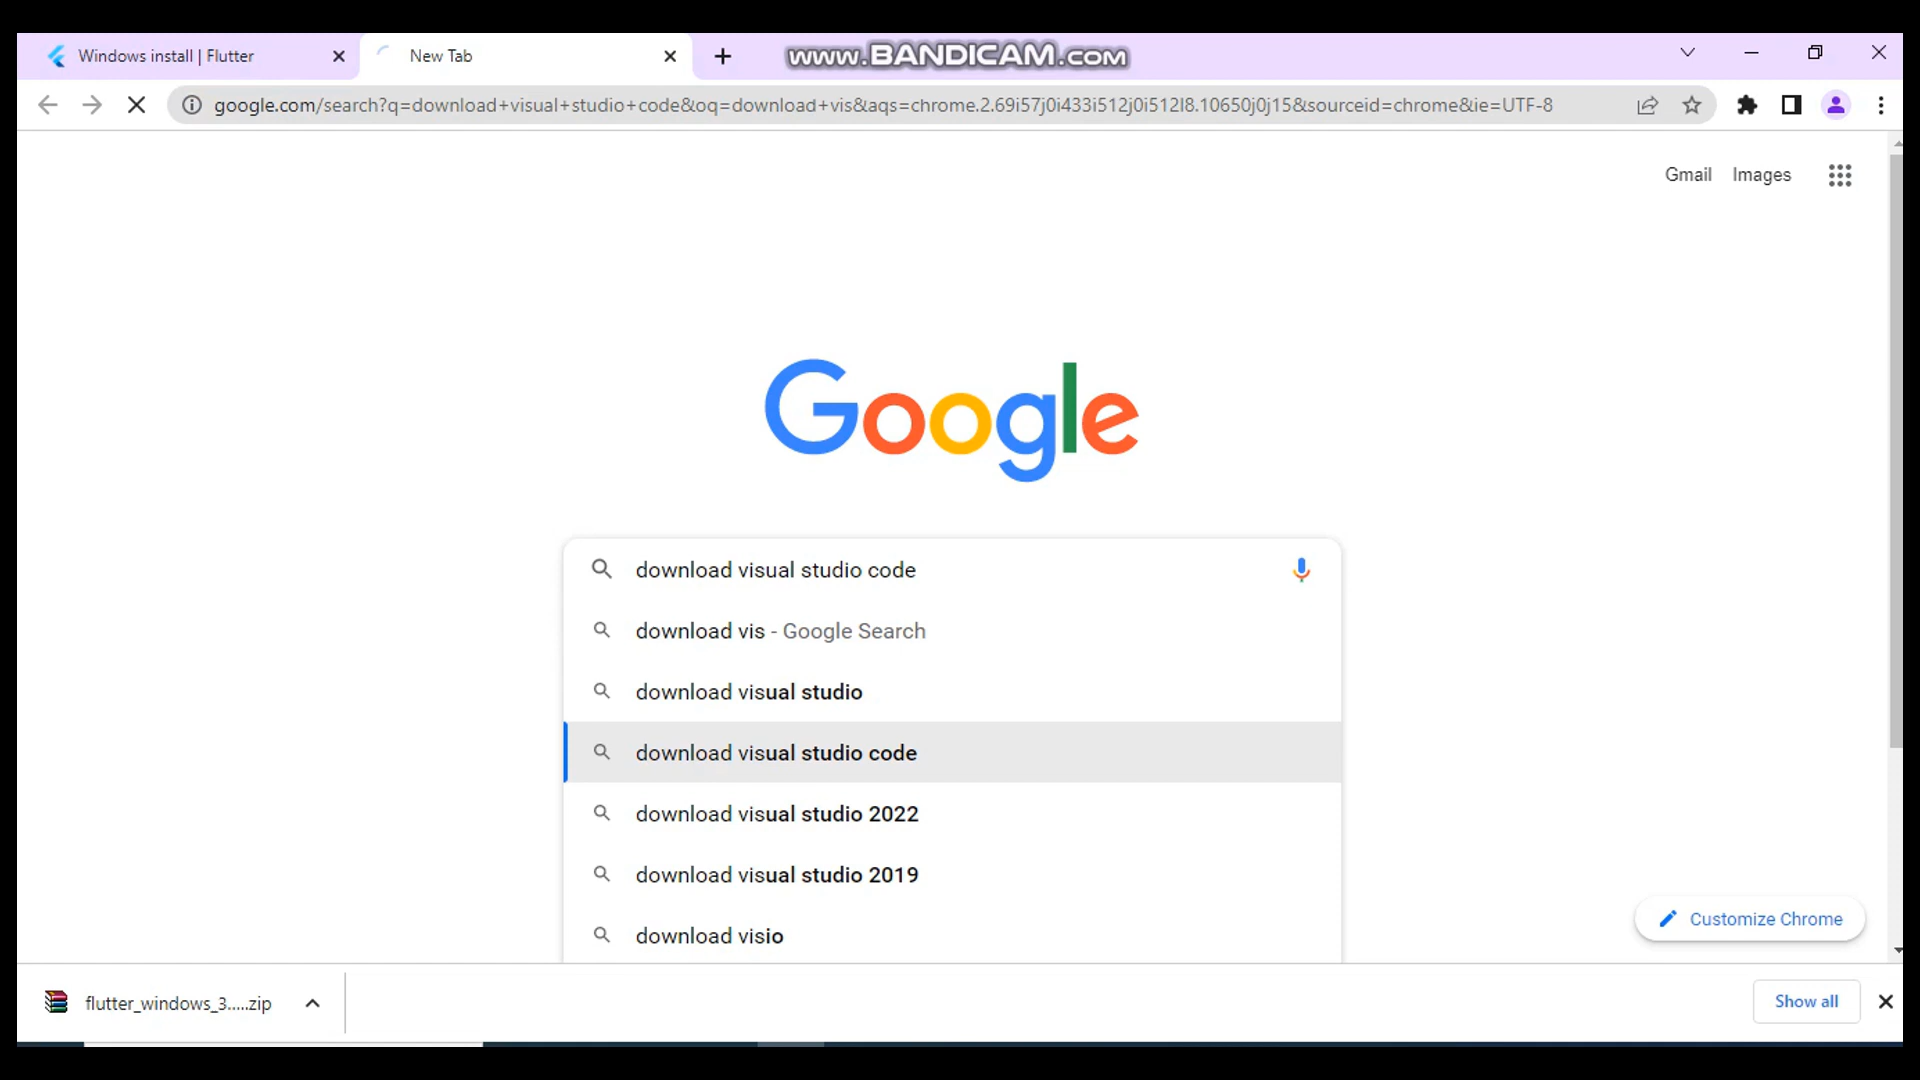 Windows install | Flutter
New Tab
www.BANDICAM.com
google.com/search?q=download+visual+studio+code&oq=download+vis&aqs=chrome.2.69i57j0i433i512j0i512l8.10650j0j15&sourceid=chrome&ie=UTF-8
Gmail Images
Google
download visual studio code
download vis - Google Search
download visual studio
download visual studio code
download visual studio 2022
download visual studio 2019
download visio
Customize Chrome
flutter_windows_3.....zip
Show all